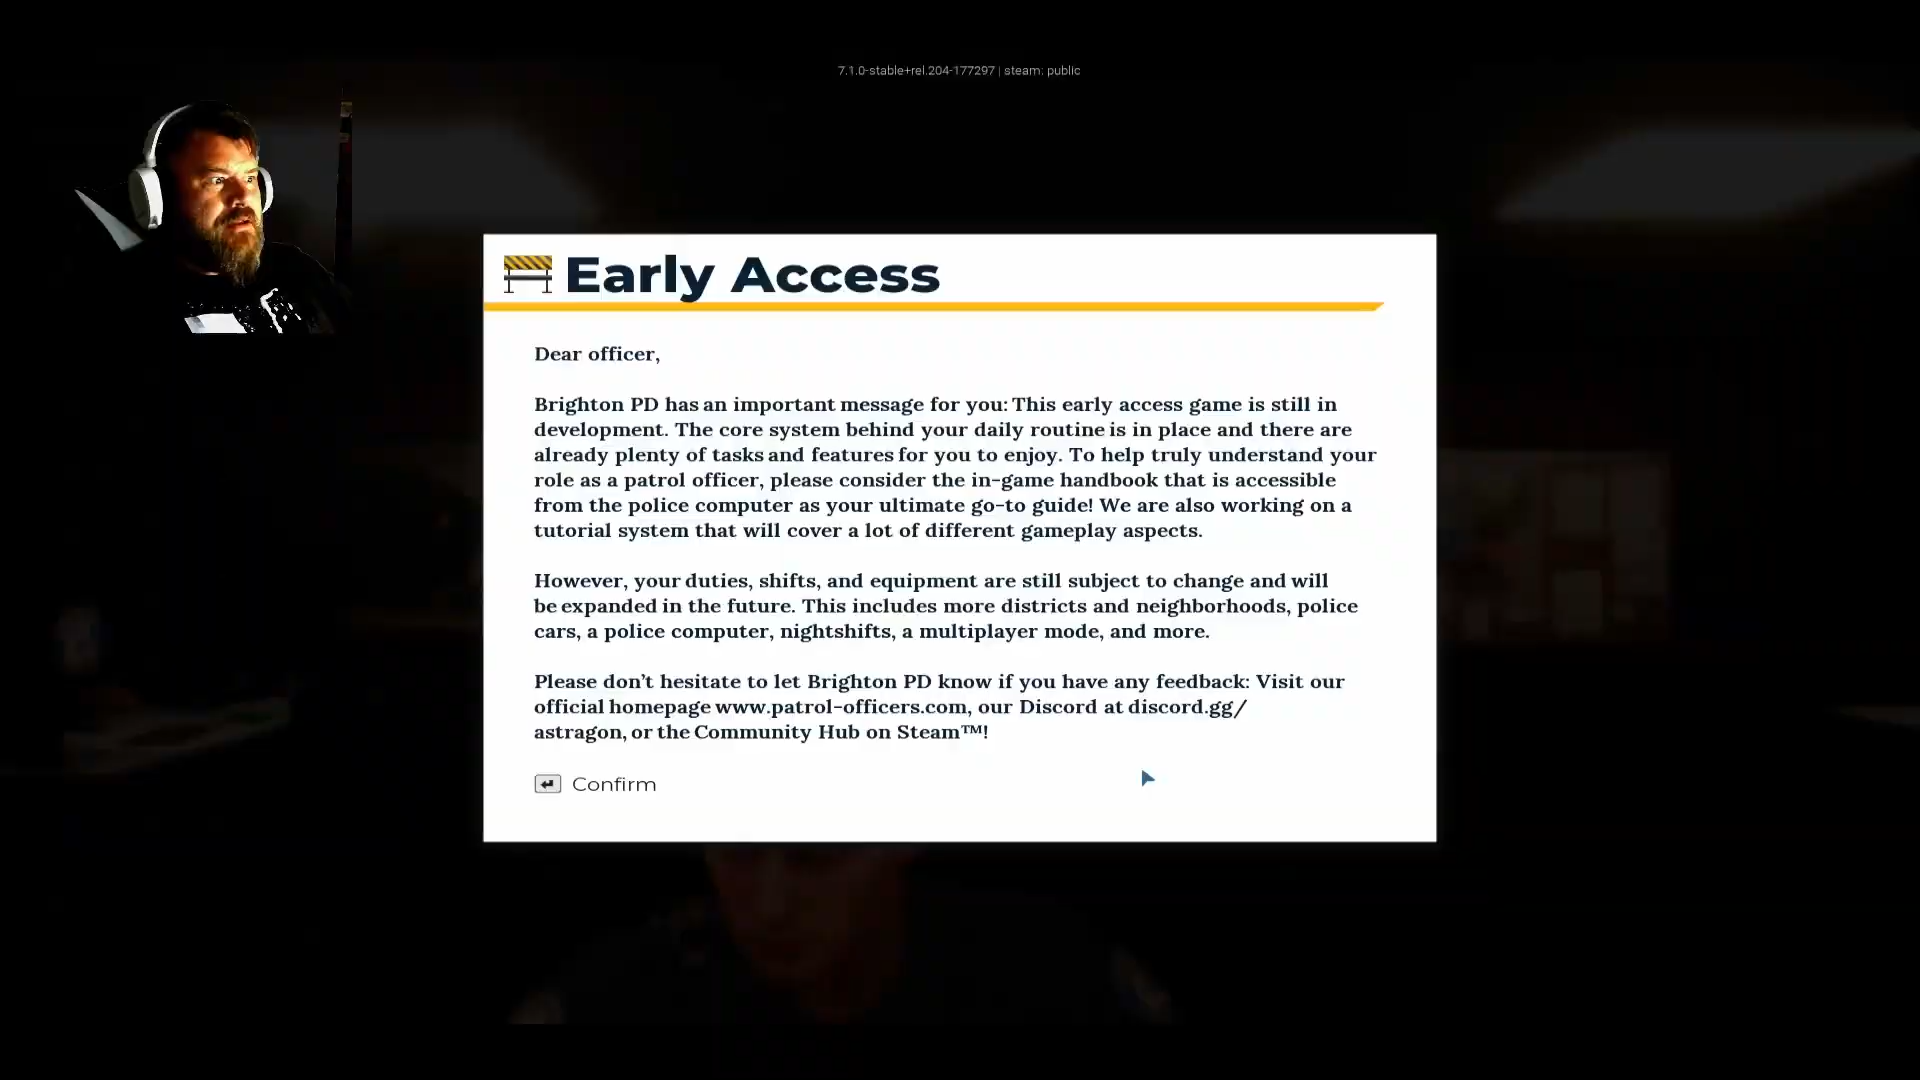 7.1.0-stable+rel.204-177297 | steam: public
Early Access
Dear officer,
Brighton PD has an important message for you: This early access game is still in
development. The core system behind your daily routine is in place and there are
already plenty of tasks and features for you to enjoy. To help truly understand your
role as a patrol officer, please consider the in-game handbook that is accessible
from the police computer as your ultimate go-to guide! We are also working on a
tutorial system that will cover a lot of different gameplay aspects.
However, your duties, shifts, and equipment are still subject to change and will
be expanded in the future. This includes more districts and neighborhoods, police
cars, a police computer, nightshifts, a multiplayer mode, and more.
Please don't hesitate to let Brighton PD know if you have any feedback: Visit our
official homepage www.patrol-officers.com, our Discord at discord.gg/
astragon, or the Community Hub on Steam™!
Confirm